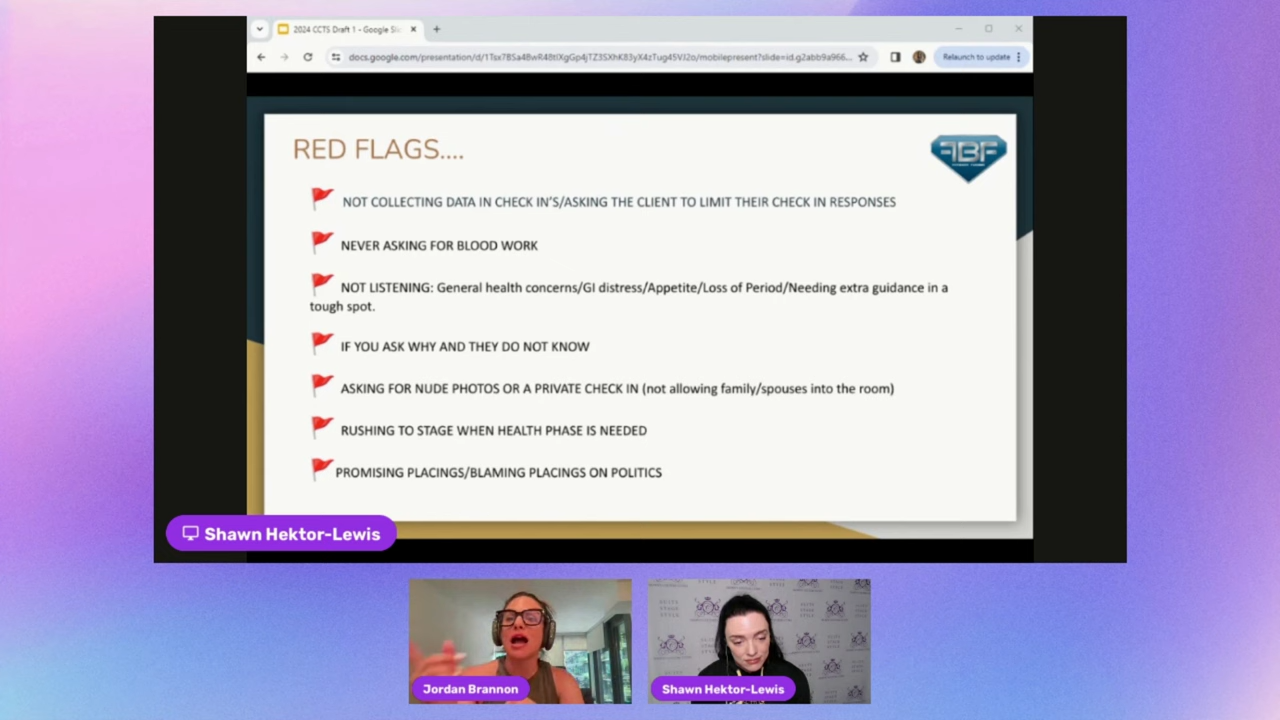 2024 CCTS Draft 1 - Google Sli
Relaunch to update
RED FLAGS....
FBF
NOT COLLECTING DATA IN CHECK IN'S/ASKING THE CLIENT TO LIMIT THEIR CHECK IN RESPONSES
NEVER ASKING FOR BLOOD WORK
NOT LISTENING: General health concerns/GI distress/Appetite/Loss of Period/Needing extra guidance in a
tough spot.
IF YOU ASK WHY AND THEY DO NOT KNOW
ASKING FOR NUDE PHOTOS OR A PRIVATE CHECK IN (not allowing family/spouses into the room)
RUSHING TO STAGE WHEN HEALTH PHASE IS NEEDED
PROMISING PLACINGS/BLAMING PLACINGS ON POLITICS
Shawn Hektor-Lewis
Jordan Brannon
Shawn Hektor-Lewis